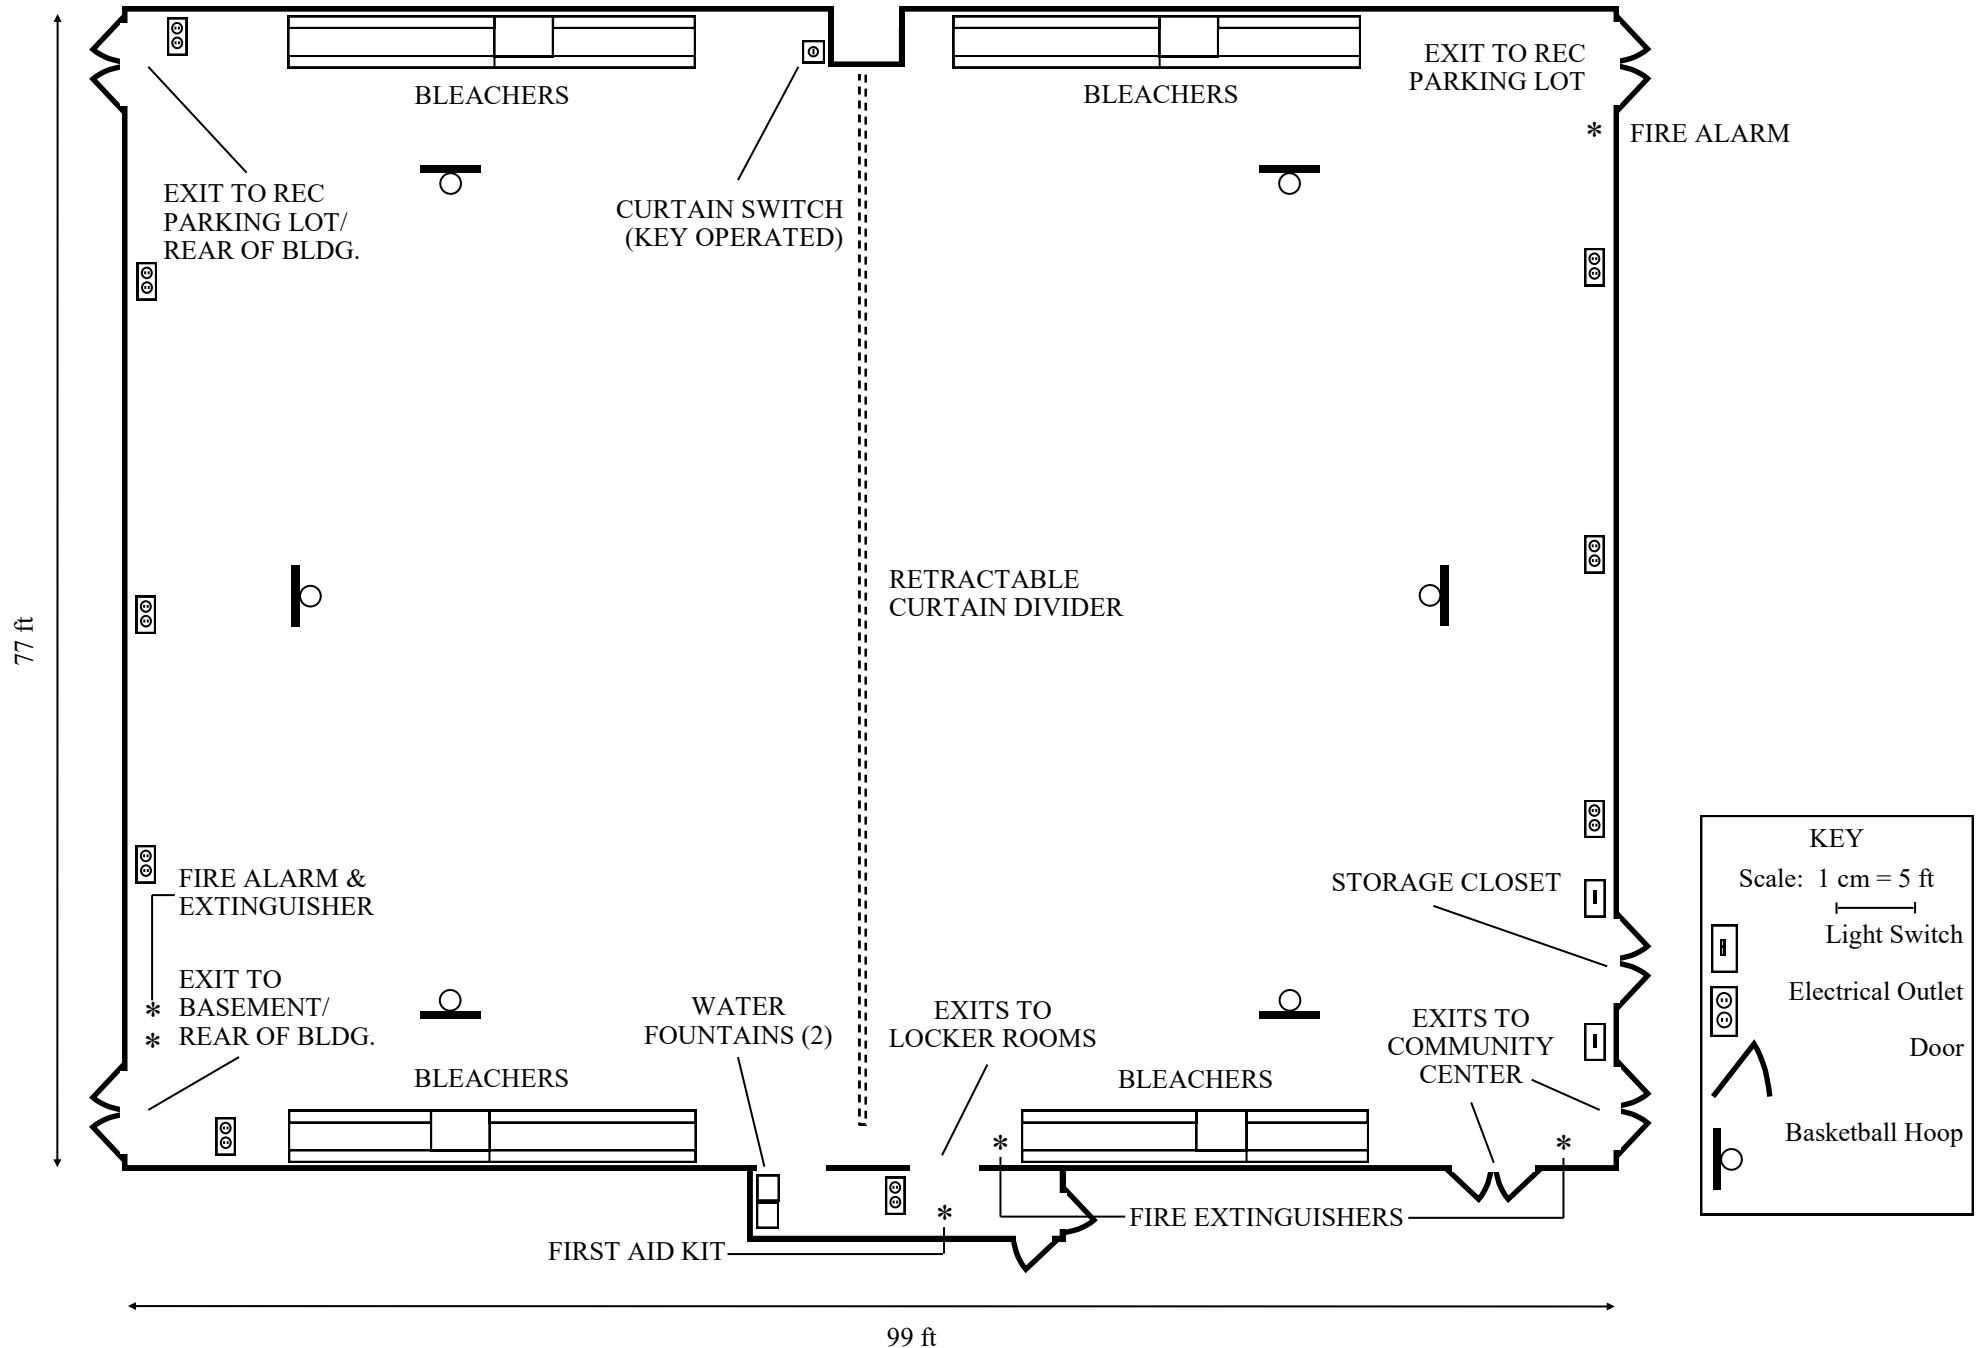 EXIT TO REC
PARKING LOT
BLEACHERS
BLEACHERS
* FIRE ALARM
EXIT TO REC
PARKING LOT/
REAR OF BLDG.
CURTAIN SWITCH
(KEY OPERATED)
RETRACTABLE
CURTAIN DIVIDER
77 ft
FIRE ALARM &
EXTINGUISHER
STORAGE CLOSET
*
*
EXIT TO
BASEMENT/
REAR OF BLDG.
WATER
FOUNTAINS (2)
EXITS TO
LOCKER ROOMS
EXITS TO
COMMUNITY
CENTER
BLEACHERS
BLEACHERS
*
*
*
FIRE EXTINGUISHERS
FIRST AID KIT
99 ft
KEY
Scale: 1 cm = 5 ft
Light Switch
Electrical Outlet
Door
Basketball Hoop